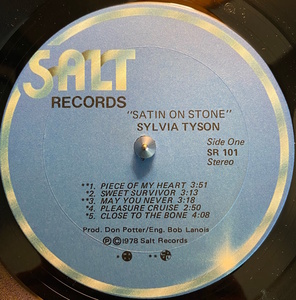 SALT
RECORDS
"SATIN ON STONE"
SYLVIA TYSON
Side One
SR 101
Stereo
**1. PIECE OF MY HEART 3:51
*2. SWEET SURVIVOR 3:13
**3. MAY YOU NEVER 3:18
*4. PLEASURE CRUISE 2:50
*5. CLOSE TO THE BONE 4:08
Prod. Don Potter/Eng. Bob Lanois
Ⓟ©1978 Salt Records